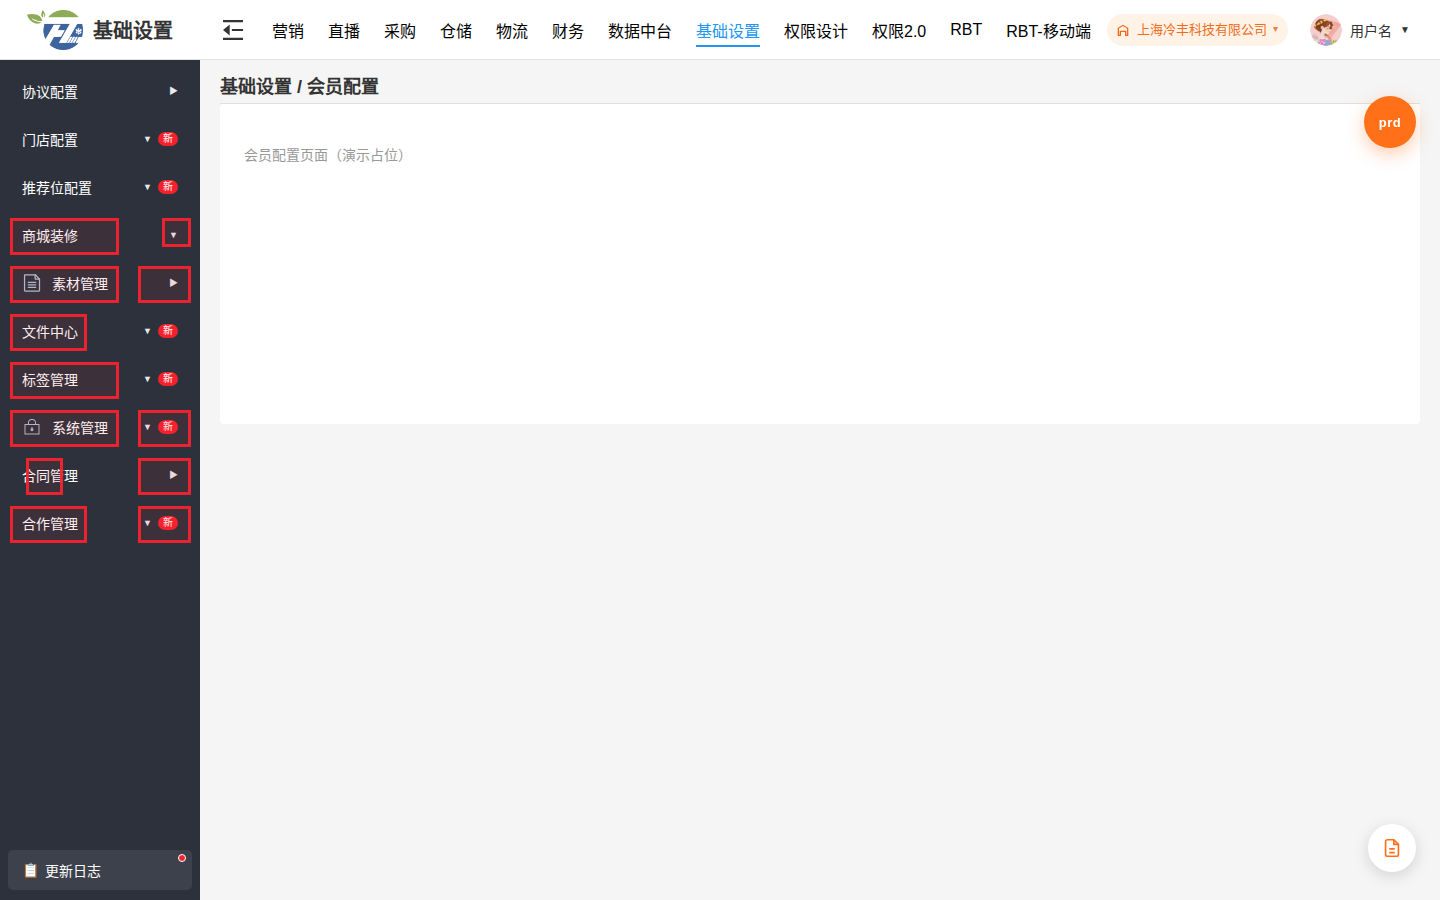 基础设置
营销 直播 采购 仓储 物流 财务 数据中台 基础设置 权限设计 权限2.0 RBT RBT-移动端
上海冷丰科技有限公司
用户名
基础设置 / 会员配置
会员配置页面（演示占位）
prd
协议配置
门店配置 新
推荐位配置 新
商城装修
素材管理
文件中心 新
标签管理 新
系统管理 新
合同管理
合作管理 新
更新日志